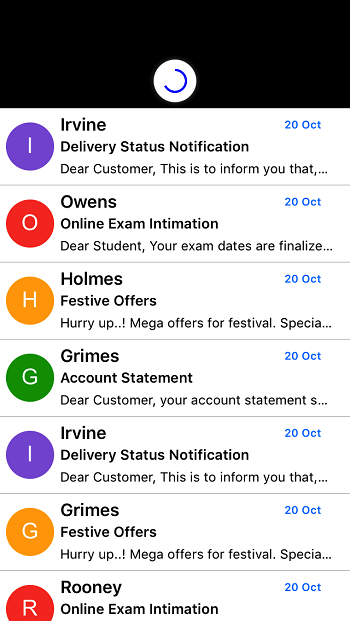 I
Irvine
20 Oct
Delivery Status Notification
Dear Customer, This is to inform you that,...
O
Owens
20 Oct
Online Exam Intimation
Dear Student, Your exam dates are finalize...
H
Holmes
20 Oct
Festive Offers
Hurry up..! Mega offers for festival. Specia...
G
Grimes
20 Oct
Account Statement
Dear Customer, your account statement s...
I
Irvine
20 Oct
Delivery Status Notification
Dear Customer, This is to inform you that,...
G
Grimes
20 Oct
Festive Offers
Hurry up..! Mega offers for festival. Specia...
R
Rooney
20 Oct
Online Exam Intimation